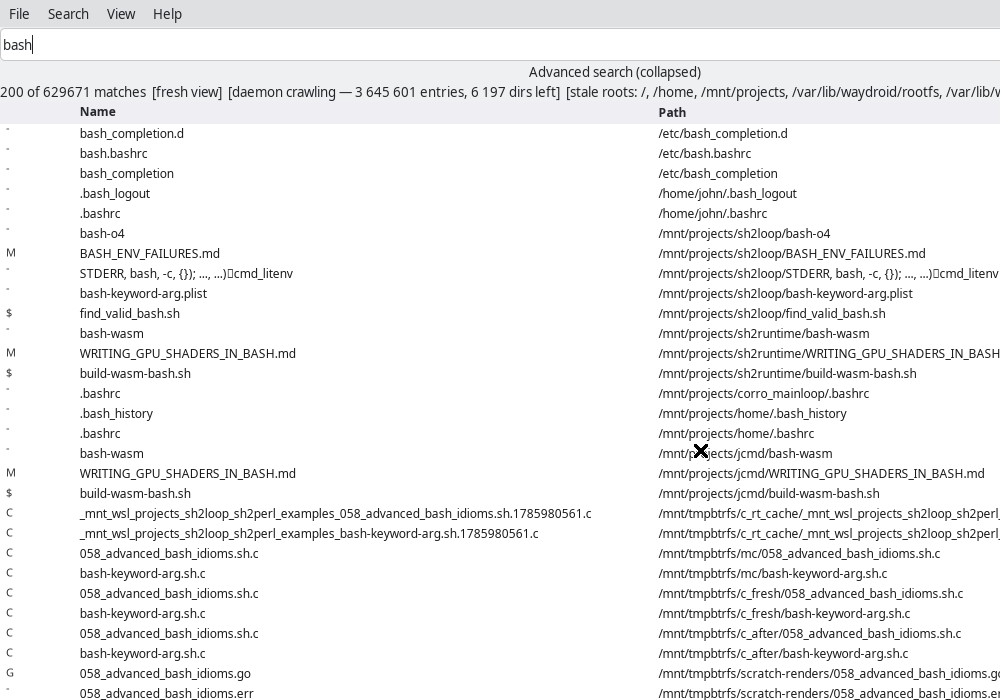 File Search View Help
bash
Advanced search (collapsed)
200 of 629671 matches [fresh view] [daemon crawling — 3 645 601 entries, 6 197 dirs left] [stale roots: /, /home, /mnt/projects, /var/lib/waydroid/rootfs, /var/lib/w
Name Path
" bash_completion.d /etc/bash_completion.d
" bash.bashrc /etc/bash.bashrc
" bash_completion /etc/bash_completion
" .bash_logout /home/john/.bash_logout
" .bashrc /home/john/.bashrc
" bash-o4 /mnt/projects/sh2loop/bash-o4
M BASH_ENV_FAILURES.md /mnt/projects/sh2loop/BASH_ENV_FAILURES.md
" STDERR, bash, -c, {}); ..., ...)▯cmd_litenv /mnt/projects/sh2loop/STDERR, bash, -c, {}); ..., ...)▯cmd_litenv
" bash-keyword-arg.plist /mnt/projects/sh2loop/bash-keyword-arg.plist
$ find_valid_bash.sh /mnt/projects/sh2loop/find_valid_bash.sh
" bash-wasm /mnt/projects/sh2runtime/bash-wasm
M WRITING_GPU_SHADERS_IN_BASH.md /mnt/projects/sh2runtime/WRITING_GPU_SHADERS_IN_BASH
$ build-wasm-bash.sh /mnt/projects/sh2runtime/build-wasm-bash.sh
" .bashrc /mnt/projects/corro_mainloop/.bashrc
" .bash_history /mnt/projects/home/.bash_history
" .bashrc /mnt/projects/home/.bashrc
" bash-wasm /mnt/projects/jcmd/bash-wasm
M WRITING_GPU_SHADERS_IN_BASH.md /mnt/projects/jcmd/WRITING_GPU_SHADERS_IN_BASH.md
$ build-wasm-bash.sh /mnt/projects/jcmd/build-wasm-bash.sh
C _mnt_wsl_projects_sh2loop_sh2perl_examples_058_advanced_bash_idioms.sh.1785980561.c /mnt/tmpbtrfs/c_rt_cache/_mnt_wsl_projects_sh2loop_sh2perl_
C _mnt_wsl_projects_sh2loop_sh2perl_examples_bash-keyword-arg.sh.1785980561.c /mnt/tmpbtrfs/c_rt_cache/_mnt_wsl_projects_sh2loop_sh2perl_
C 058_advanced_bash_idioms.sh.c /mnt/tmpbtrfs/mc/058_advanced_bash_idioms.sh.c
C bash-keyword-arg.sh.c /mnt/tmpbtrfs/mc/bash-keyword-arg.sh.c
C 058_advanced_bash_idioms.sh.c /mnt/tmpbtrfs/c_fresh/058_advanced_bash_idioms.sh.c
C bash-keyword-arg.sh.c /mnt/tmpbtrfs/c_fresh/bash-keyword-arg.sh.c
C 058_advanced_bash_idioms.sh.c /mnt/tmpbtrfs/c_after/058_advanced_bash_idioms.sh.c
C bash-keyword-arg.sh.c /mnt/tmpbtrfs/c_after/bash-keyword-arg.sh.c
G 058_advanced_bash_idioms.go /mnt/tmpbtrfs/scratch-renders/058_advanced_bash_idioms.go
" 058_advanced_bash_idioms.err /mnt/tmpbtrfs/scratch-renders/058_advanced_bash_idioms.er